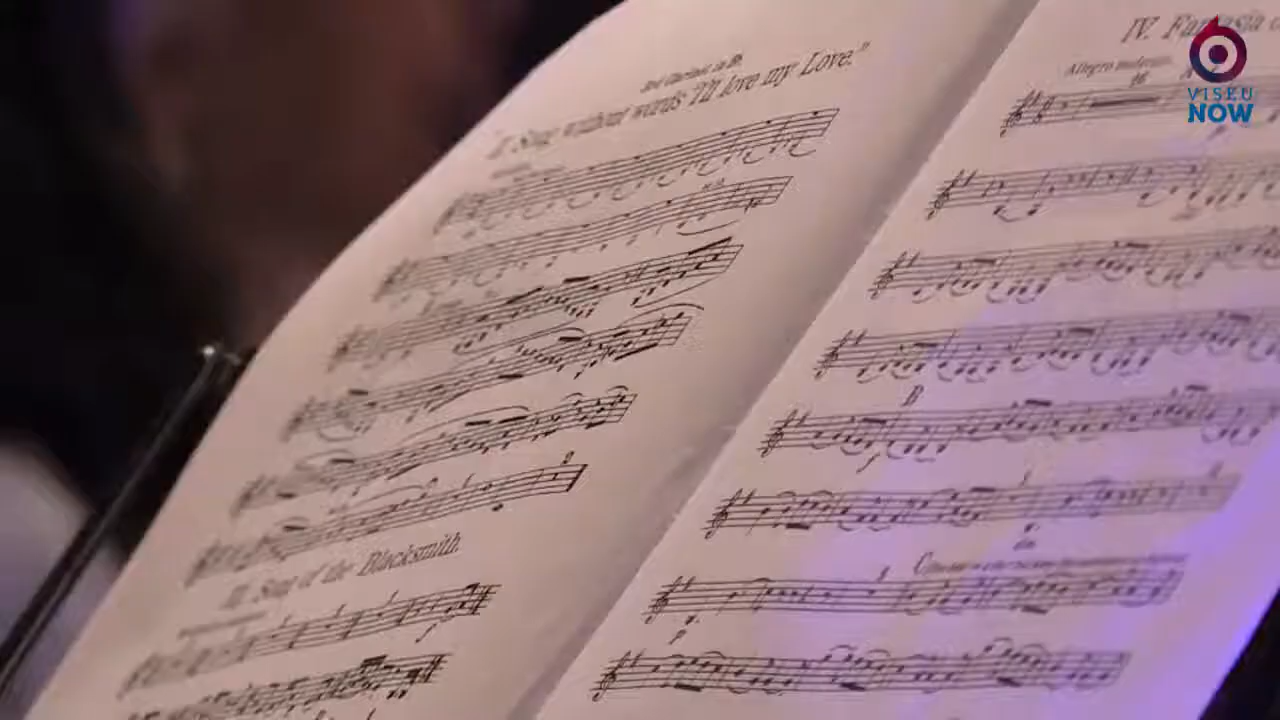 2nd Clarinet in B♭.
II. Song without words "I'll love my Love."
III. Song of the Blacksmith.
IV. Fantasia
Allegro moderato.
A
B
f
C
p
f
VISEU
NOW